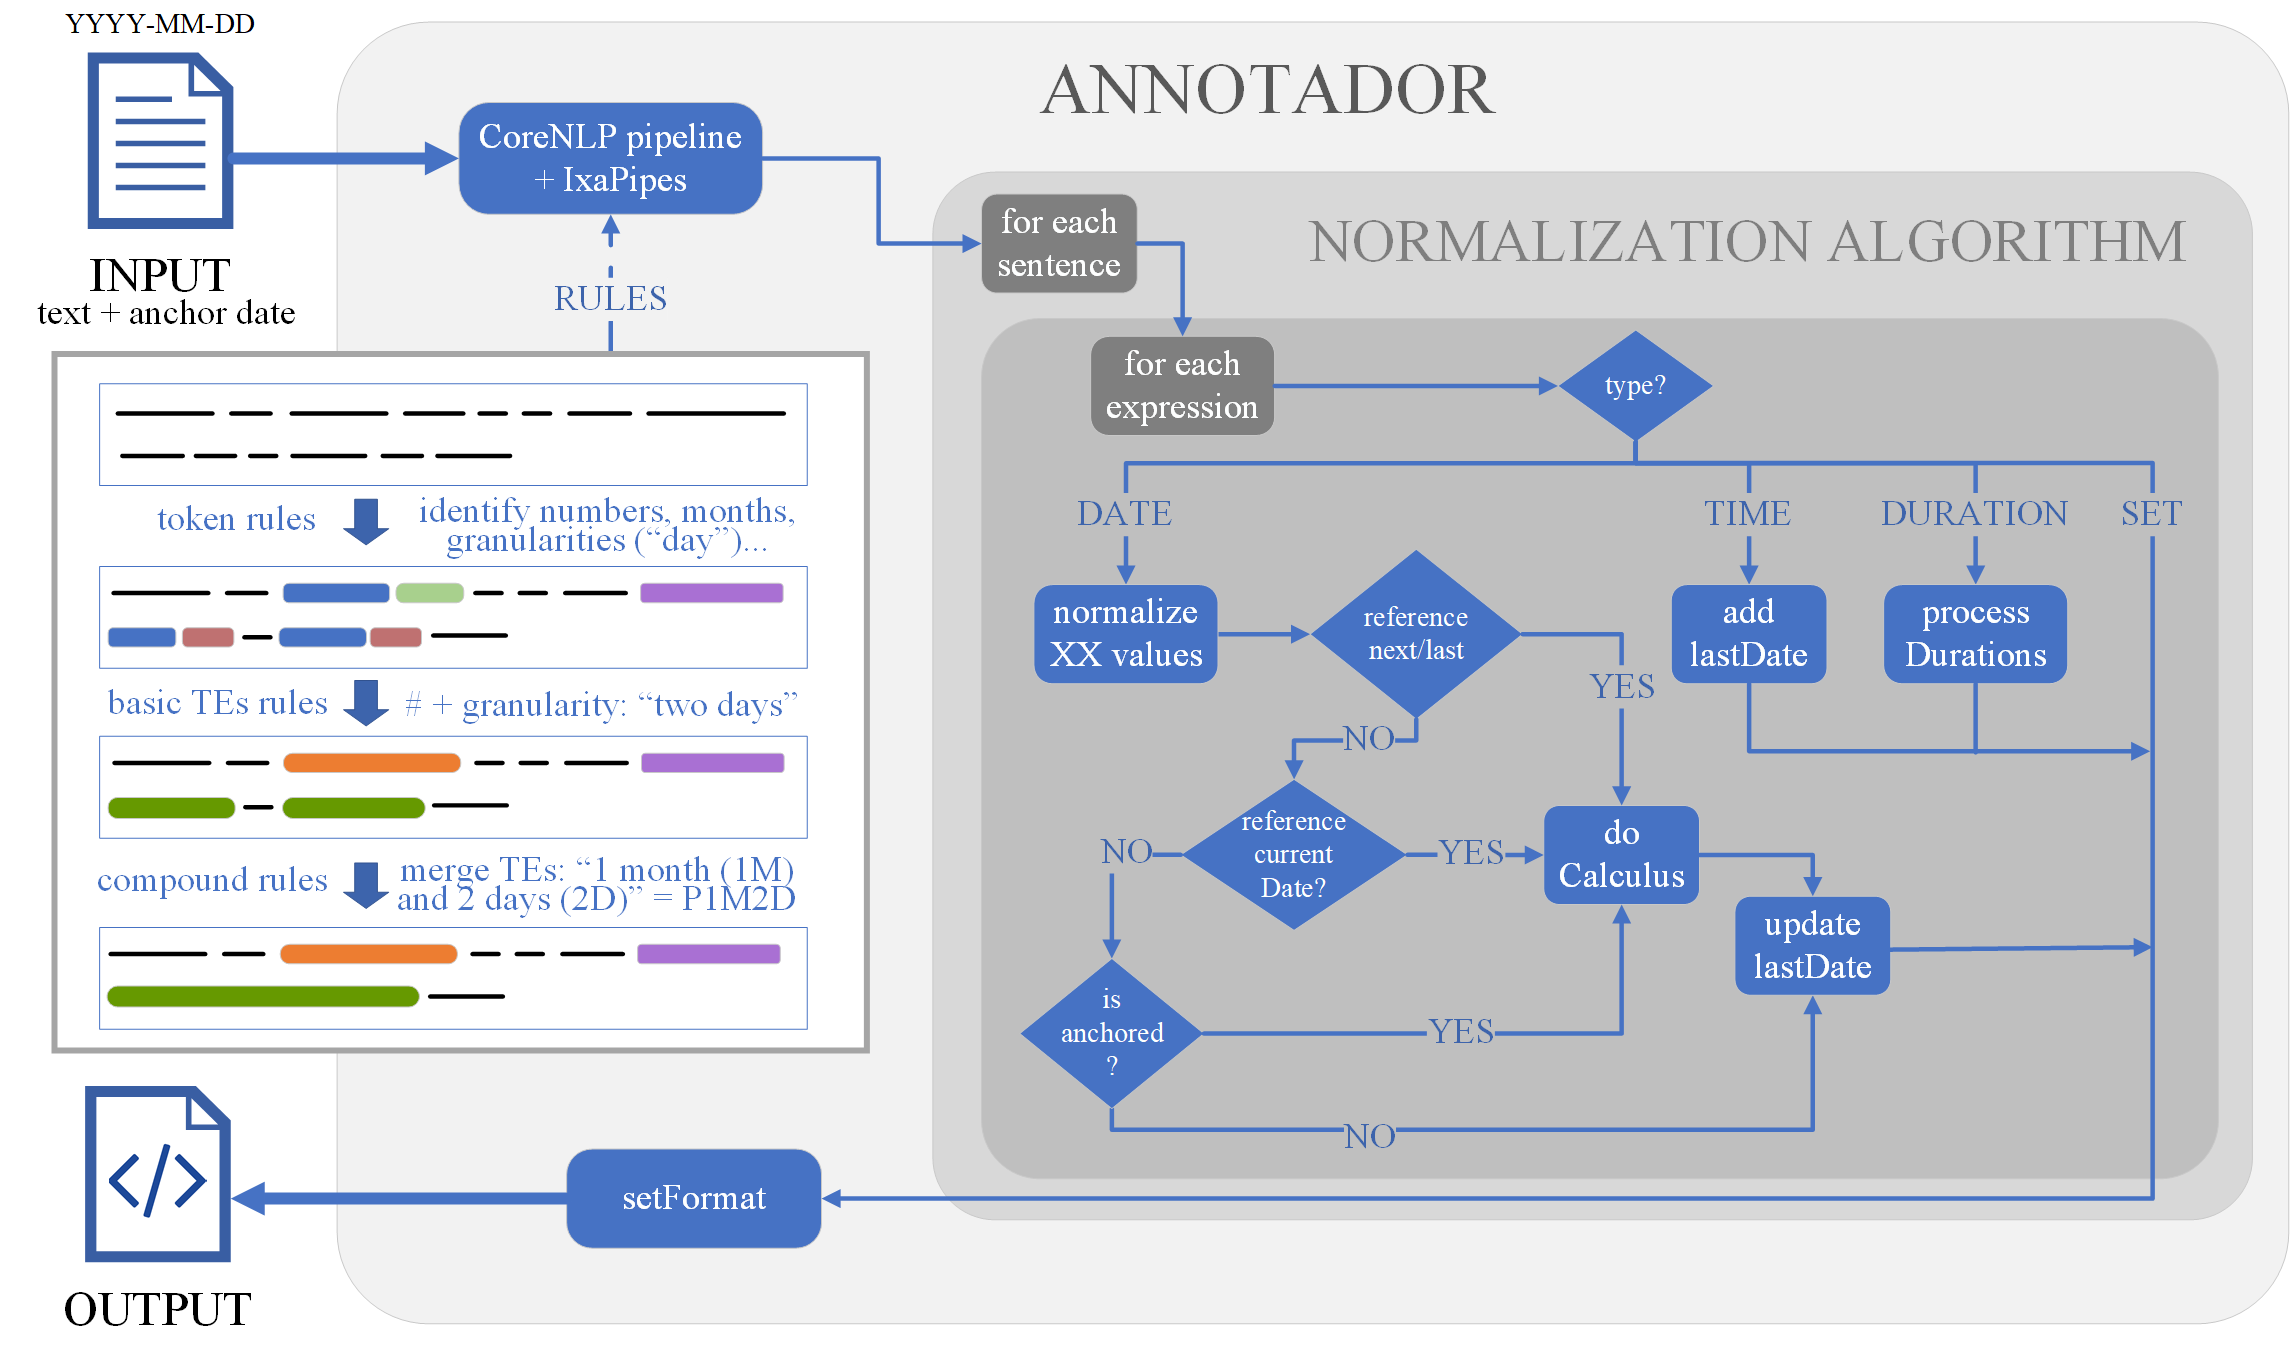 YYYY-MM-DD
INPUT
text + anchor date
ANNOTADOR
CoreNLP pipeline
+ IxaPipes
RULES
token rules
identify numbers, months,
granularities (“day”)...
basic TEs rules
# + granularity: “two days”
compound rules
merge TEs: “1 month (1M)
and 2 days (2D)” = P1M2D
NORMALIZATION ALGORITHM
for each
sentence
for each
expression
type?
DATE
TIME
DURATION
SET
normalize
XX values
reference
next/last
add
lastDate
process
Durations
YES
NO
reference
current
Date?
NO
YES
do
Calculus
update
lastDate
is
anchored
?
YES
NO
setFormat
OUTPUT